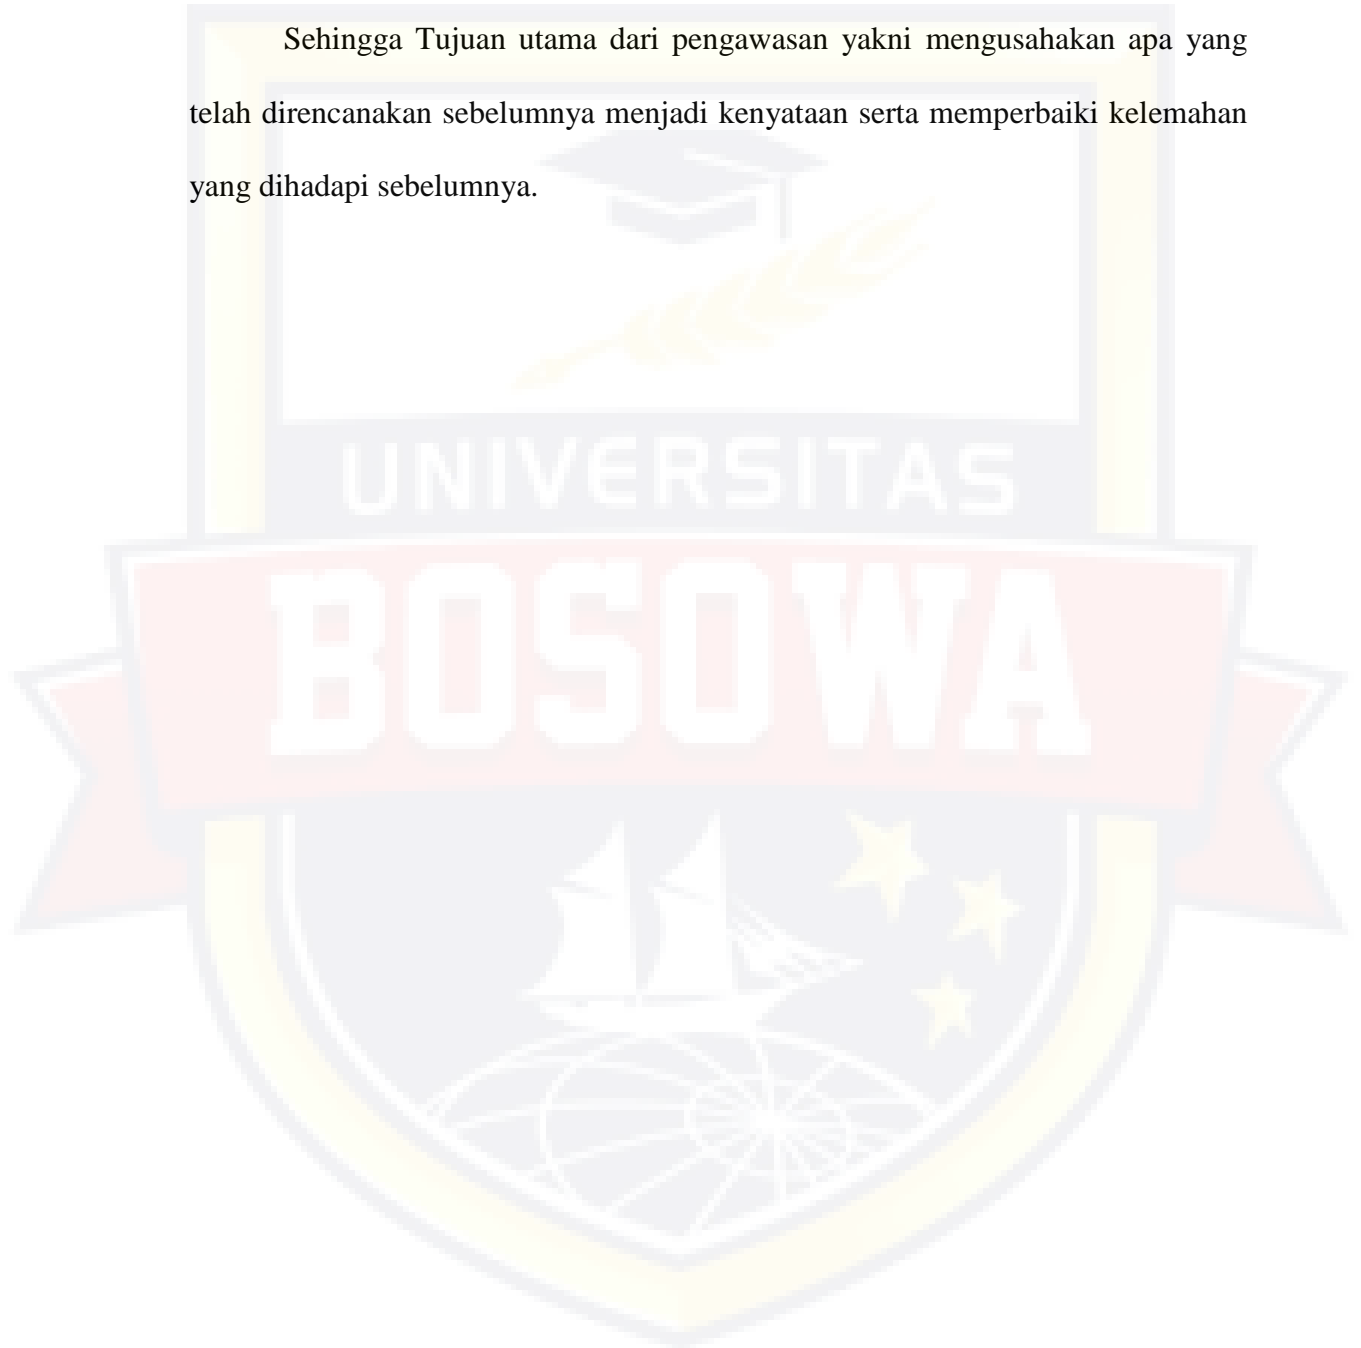 Sehingga Tujuan utama dari pengawasan yakni mengusahakan apa yang
telah direncanakan sebelumnya menjadi kenyataan serta memperbaiki kelemahan
yang dihadapi sebelumnya.
UNIVERSITAS
BOSOWA